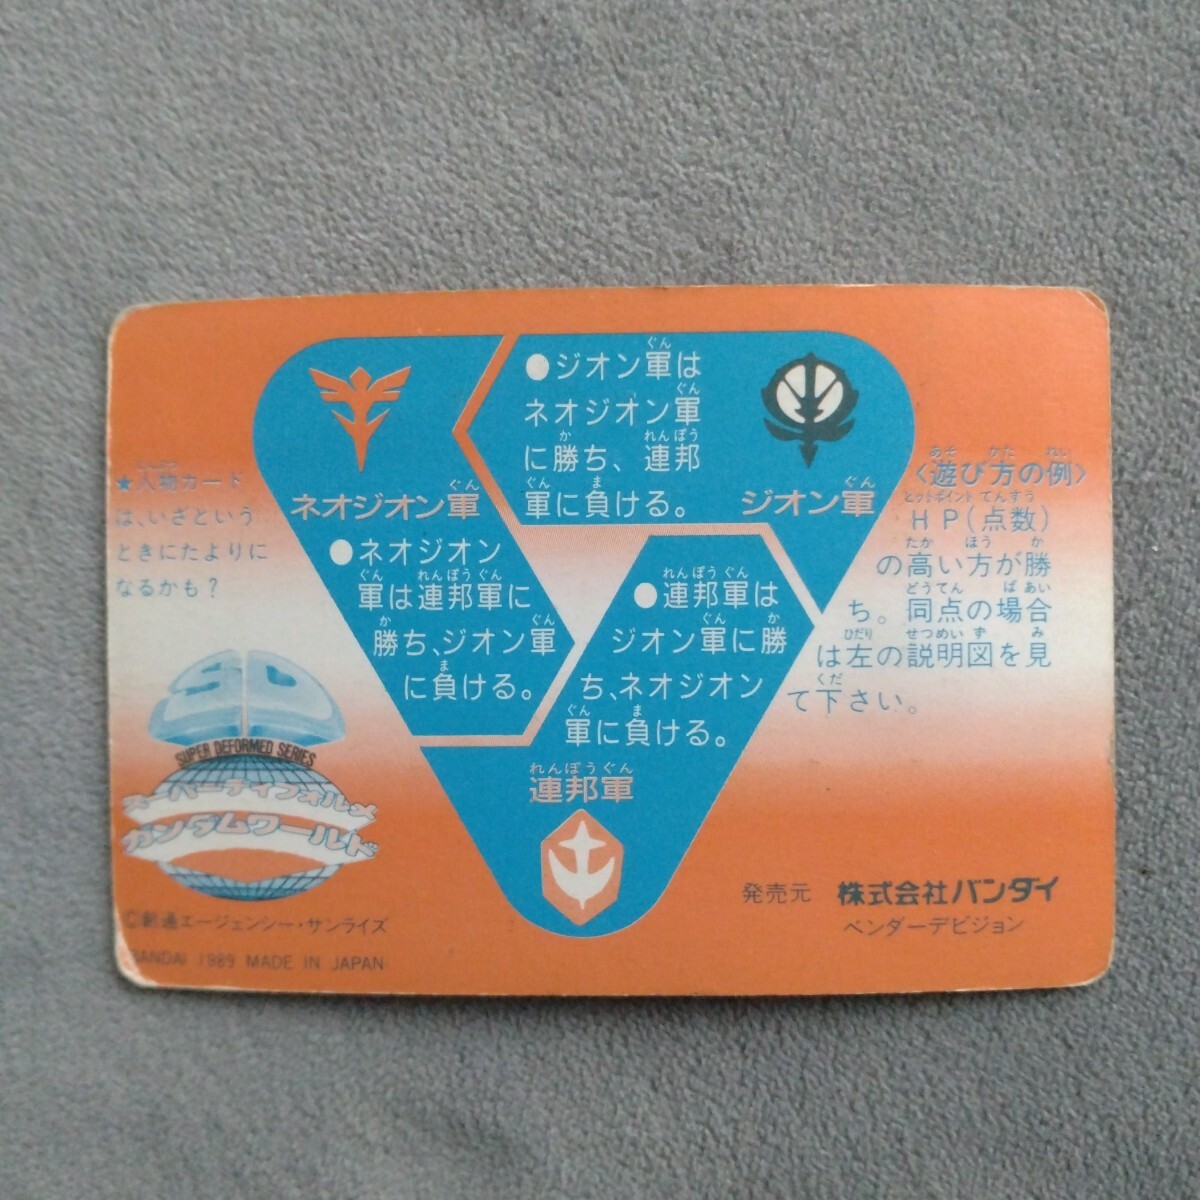 ●ジオン軍は
ネオジオン軍
に勝ち、連邦
軍に負ける。
ネオジオン軍
ジオン軍
●ネオジオン
軍は連邦軍に
勝ち、ジオン軍
に負ける。
●連邦軍は
ジオン軍に勝
ち、ネオジオン
軍に負ける。
連邦軍
★人物カード
は、いざという
ときにたよりに
なるかも?
〈遊び方の例〉
HP(点数)
の高い方が勝
ち。同点の場合
は左の説明図を見
て下さい。
SUPER DEFORMED SERIES
スーパーディフォルメ
ガンダムワールド
©創通エージェンシー・サンライズ
BANDAI 1989 MADE IN JAPAN
発売元 株式会社バンダイ
ベンダーデビジョン